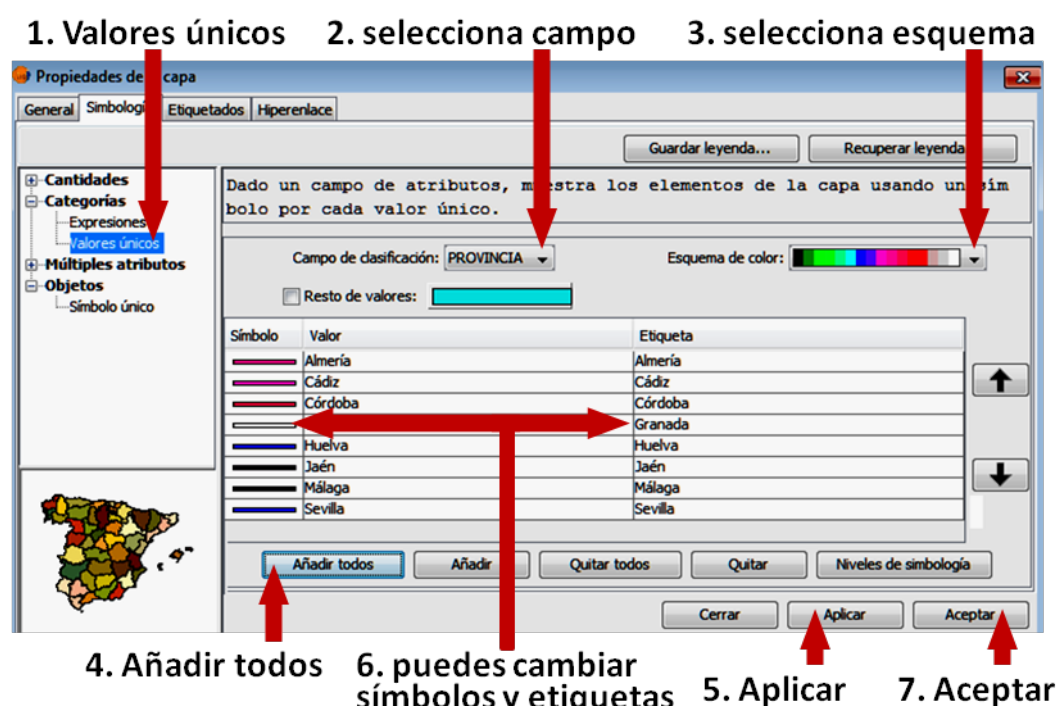 1. Valores únicos 2. selecciona campo 3. selecciona esquema
Propiedades de capa
General Simbología Etiquetados Hiperenlace
Guardar leyenda... Recuperar leyenda
Cantidades
Categorías
Expresiones
Valores únicos
Múltiples atributos
Objetos
Símbolo único
Dado un campo de atributos, muestra los elementos de la capa usando un sím
bolo por cada valor único.
Campo de clasificación: PROVINCIA Esquema de color:
Resto de valores:
Símbolo Valor Etiqueta
Almería Almería
Cádiz Cádiz
Córdoba Córdoba
Granada
Huelva Huelva
Jaén Jaén
Málaga Málaga
Sevilla Sevilla
Añadir todos Añadir Quitar todos Quitar Niveles de simbología
Cerrar Aplicar Aceptar
4. Añadir todos 6. puedes cambiar
símbolos y etiquetas 5. Aplicar 7. Aceptar